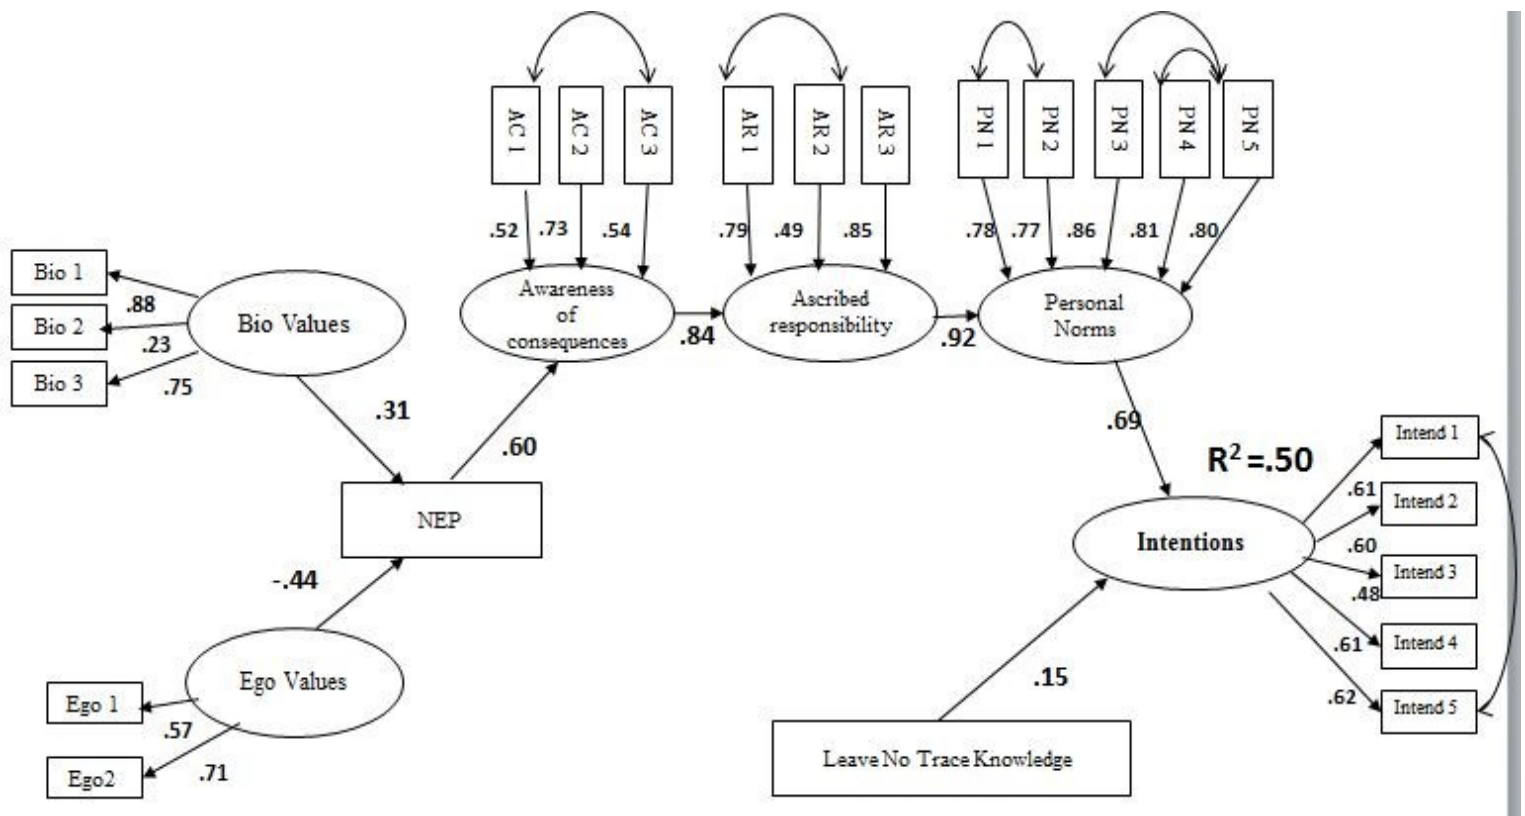 AC 1
AC 2
AC 3
AR 1
AR 2
AR 3
PN 1
PN 2
PN 3
PN 4
PN 5
.52
.73
.54
.79
.49
.85
.78
.77
.86
.81
.80
Bio 1
.88
Bio 2
.23
Bio 3
.75
Bio Values
Awareness
of
consequences
.84
Ascribed
responsibility
.92
Personal
Norms
.31
.60
.69
R² =.50
NEP
-.44
Intentions
Intend 1
.61
Intend 2
.60
Intend 3
.48
Intend 4
.61
Intend 5
.62
Ego Values
Ego 1
.57
Ego2
.71
.15
Leave No Trace Knowledge